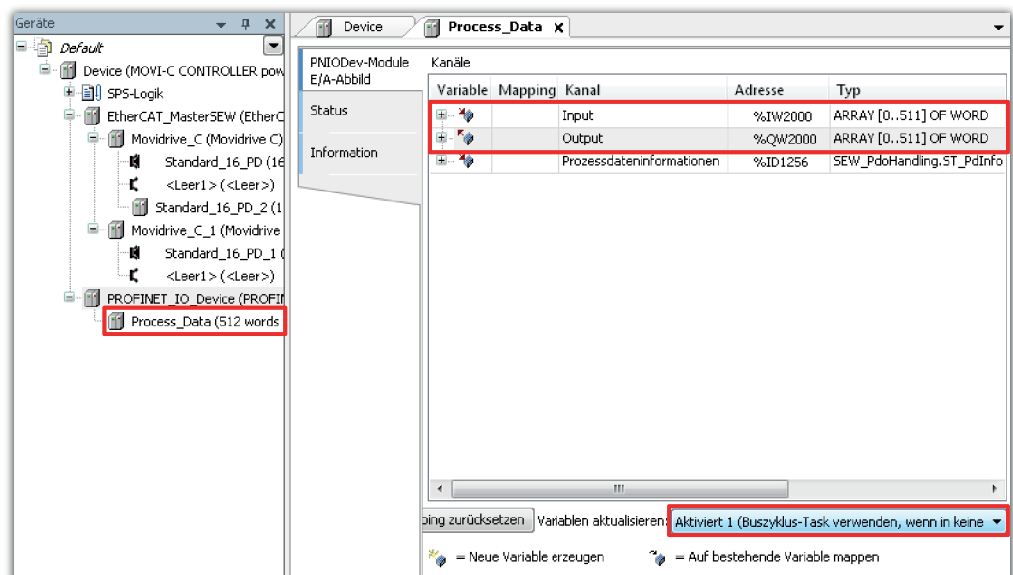 Geräte
Default
Device (MOVI-C CONTROLLER pow
SPS-Logik
EtherCAT_MasterSEW (EtherC
Movidrive_C (Movidrive C)
Standard_16_PD (16
<Leer1> (<Leer>)
Standard_16_PD_2 (1
Movidrive_C_1 (Movidrive
Standard_16_PD_1 (
<Leer1> (<Leer>)
PROFINET_IO_Device (PROFI
Process_Data (512 words
Device
Process_Data
PNIODev-Module
E/A-Abbild
Status
Information
Kanäle
Variable Mapping Kanal Adresse Typ
Input %IW2000 ARRAY [0..511] OF WORD
Output %QW2000 ARRAY [0..511] OF WORD
Prozessdateninformationen %ID1256 SEW_PdoHandling.ST_PdInfo
ping zurücksetzen Variablen aktualisieren: Aktiviert 1 (Buszyklus-Task verwenden, wenn in keine
= Neue Variable erzeugen = Auf bestehende Variable mappen